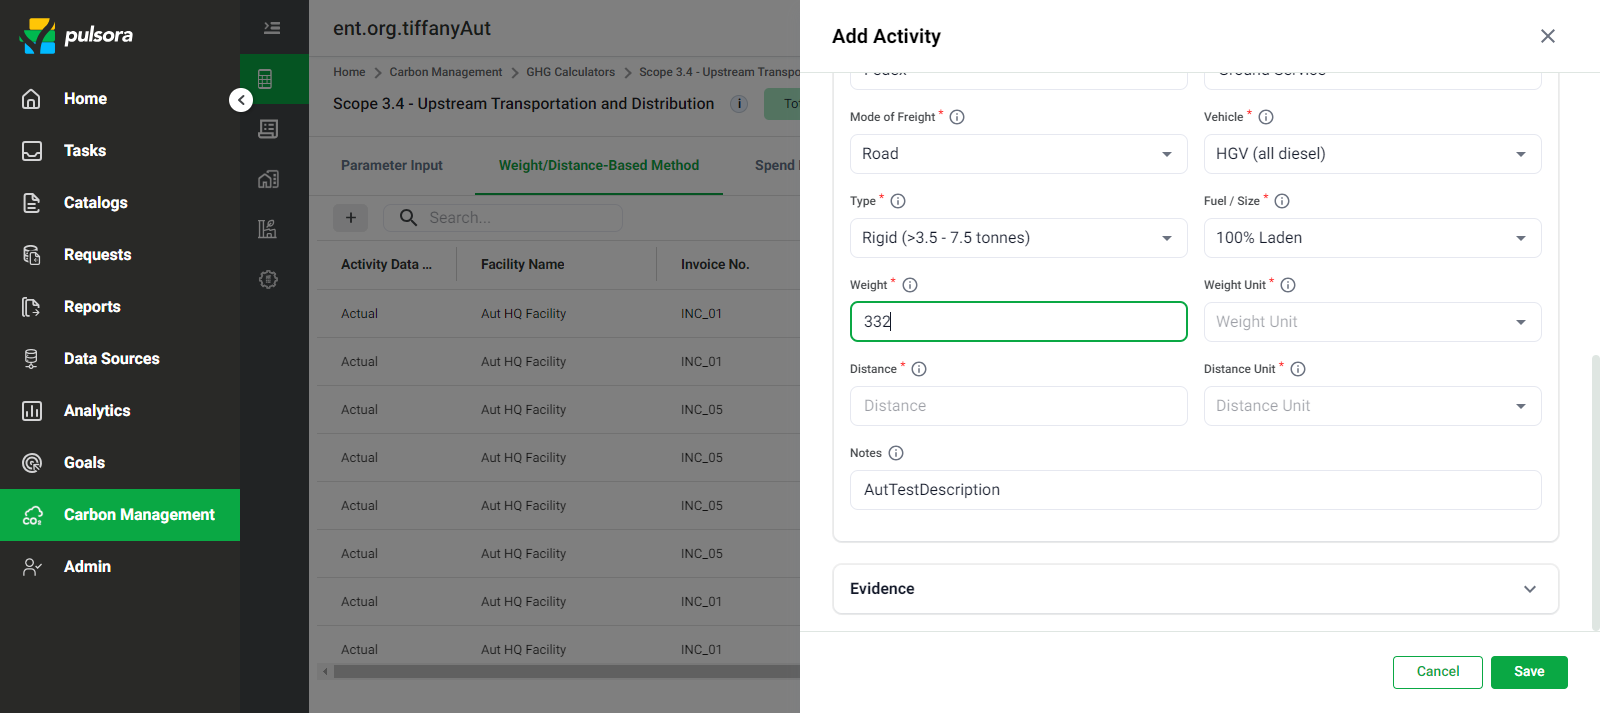 pulsora
Home
Tasks
Catalogs
Requests
Reports
Data Sources
Analytics
Goals
Carbon Management
Admin
ent.org.tiffanyAut
Home > Carbon Management > GHG Calculators > Scope 3.4 - Upstream Transpo
Scope 3.4 - Upstream Transportation and Distribution
Parameter Input Weight/Distance-Based Method Spend
+ Search...
Activity Data ... Facility Name Invoice No.
Actual Aut HQ Facility INC_01
Actual Aut HQ Facility INC_01
Actual Aut HQ Facility INC_05
Actual Aut HQ Facility INC_05
Actual Aut HQ Facility INC_05
Actual Aut HQ Facility INC_05
Actual Aut HQ Facility INC_01
Actual Aut HQ Facility INC_01
Add Activity
Ground Service
Mode of Freight * Vehicle *
Road HGV (all diesel)
Type * Fuel / Size *
Rigid (>3.5 - 7.5 tonnes) 100% Laden
Weight * Weight Unit *
332 Weight Unit
Distance * Distance Unit *
Distance Distance Unit
Notes
AutTestDescription
Evidence
Cancel Save